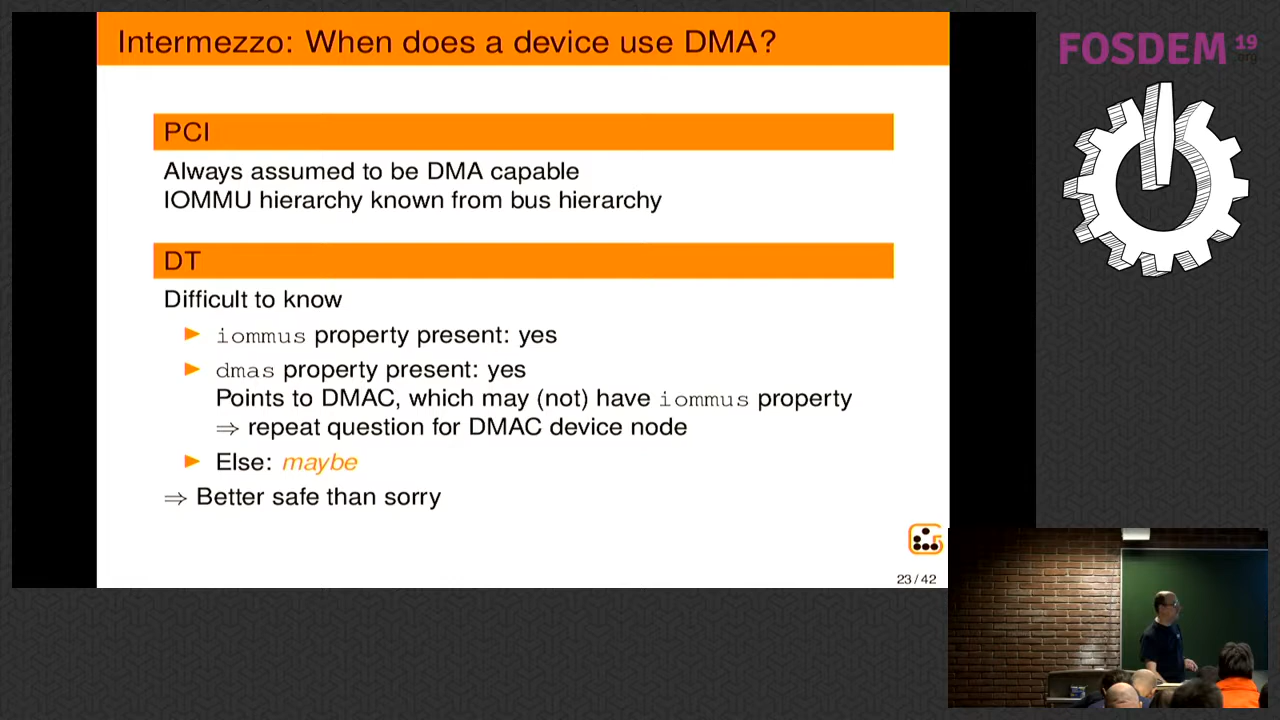 Intermezzo: When does a device use DMA?
FOSDEM 19
.org
PCI
Always assumed to be DMA capable
IOMMU hierarchy known from bus hierarchy
DT
Difficult to know
iommus property present: yes
dmas property present: yes
Points to DMAC, which may (not) have iommus property
⇒ repeat question for DMAC device node
Else: maybe
⇒ Better safe than sorry
23 / 42